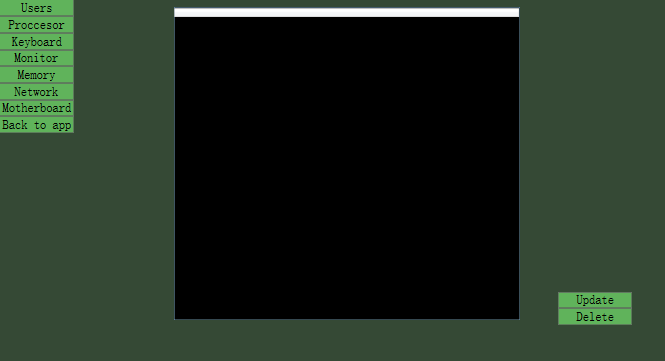 Users
Proccesor
Keyboard
Monitor
Memory
Network
Motherboard
Back to app
Update
Delete